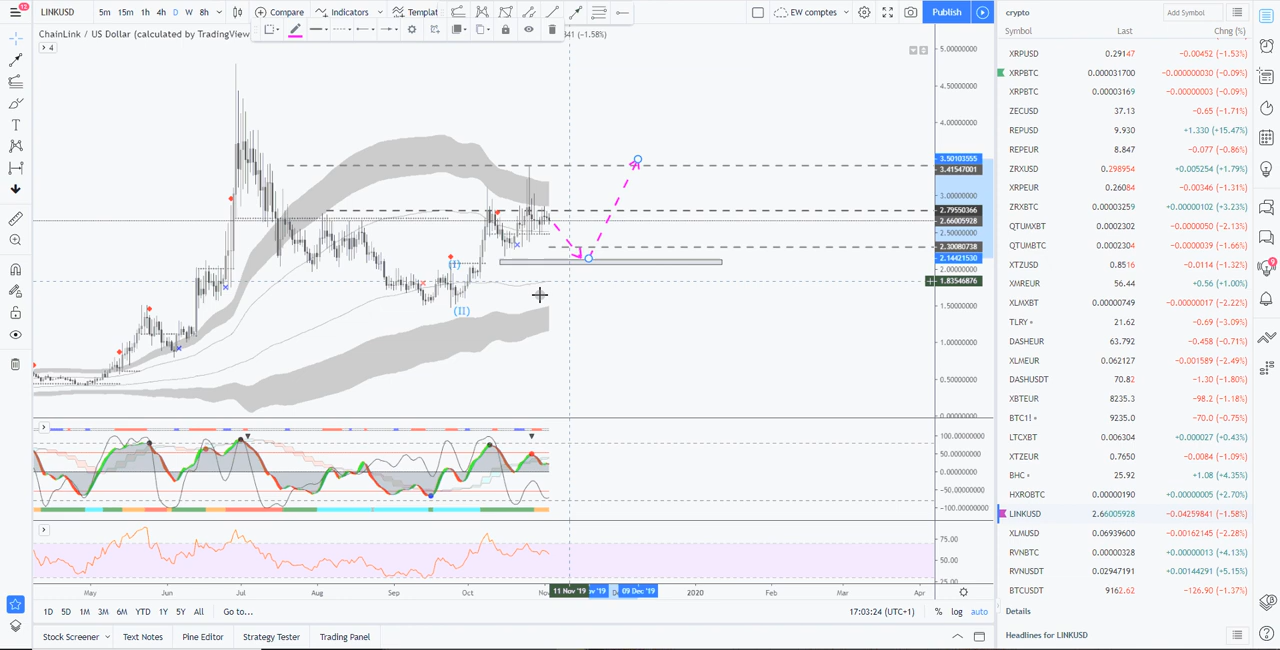 LINKUSD 5m 15m 1h 4h D W 8h Compare Indicators Templat EW comptes Publish
ChainLink / US Dollar (calculated by TradingView 841 (−1.58%)
4
5.00000000
4.50000000
4.00000000
3.50103555
3.41547001
3.00000000
2.79550366
2.66005928
2.50000000
2.30080738
2.14421530
2.00000000
1.83546876
1.50000000
1.00000000
0.50000000
0.00000000
(I)
(II)
100.00000000
50.00000000
0.00000000
−50.00000000
−100.00000000
75.00
50.00
25.00
May Jun Jul Aug Sep Oct Nov 11 Nov '19 09 Dec '19 2020 Feb Mar Apr
1D 5D 1M 3M 6M YTD 1Y 5Y All Go to... 17:03:24 (UTC+1) % log auto
Stock Screener Text Notes Pine Editor Strategy Tester Trading Panel
crypto Add Symbol
Symbol Last Chng (%)
XRPUSD 0.29147 −0.00452 (−1.53%)
XRPBTC 0.000031700 −0.000000030 (−0.09%)
XRPBTC 0.00003169 −0.00000003 (−0.09%)
ZECUSD 37.13 −0.65 (−1.71%)
REPUSD 9.930 +1.330 (+15.47%)
REPEUR 8.847 −0.077 (−0.86%)
ZRXUSD 0.298954 +0.005254 (+1.79%)
XRPEUR 0.26084 −0.00346 (−1.31%)
ZRXBTC 0.00003259 +0.00000102 (+3.23%)
QTUMXBT 0.0002302 −0.0000050 (−2.13%)
QTUMBTC 0.0002304 −0.0000039 (−1.66%)
XTZUSD 0.8516 −0.0114 (−1.32%)
XMREUR 56.44 +0.56 (+1.00%)
XLMXBT 0.00000749 −0.00000017 (−2.22%)
TLRY 21.62 −0.69 (−3.09%)
DASHEUR 63.792 −0.458 (−0.71%)
XLMEUR 0.062127 −0.001589 (−2.49%)
DASHUSDT 70.82 −1.30 (−1.80%)
XBTEUR 8235.3 −98.2 (−1.18%)
BTC1! 9235.0 −70.0 (−0.75%)
LTCXBT 0.006304 +0.000027 (+0.43%)
XTZEUR 0.7650 −0.0084 (−1.09%)
BHC 25.92 +1.08 (+4.35%)
HXROBTC 0.00000190 +0.00000005 (+2.70%)
LINKUSD 2.66005928 −0.04259841 (−1.58%)
XLMUSD 0.06939600 −0.00162145 (−2.28%)
RVNBTC 0.00000328 +0.00000013 (+4.13%)
RVNUSDT 0.02947191 +0.00144291 (+5.15%)
BTCUSDT 9162.62 −126.90 (−1.37%)
Details
Headlines for LINKUSD
9